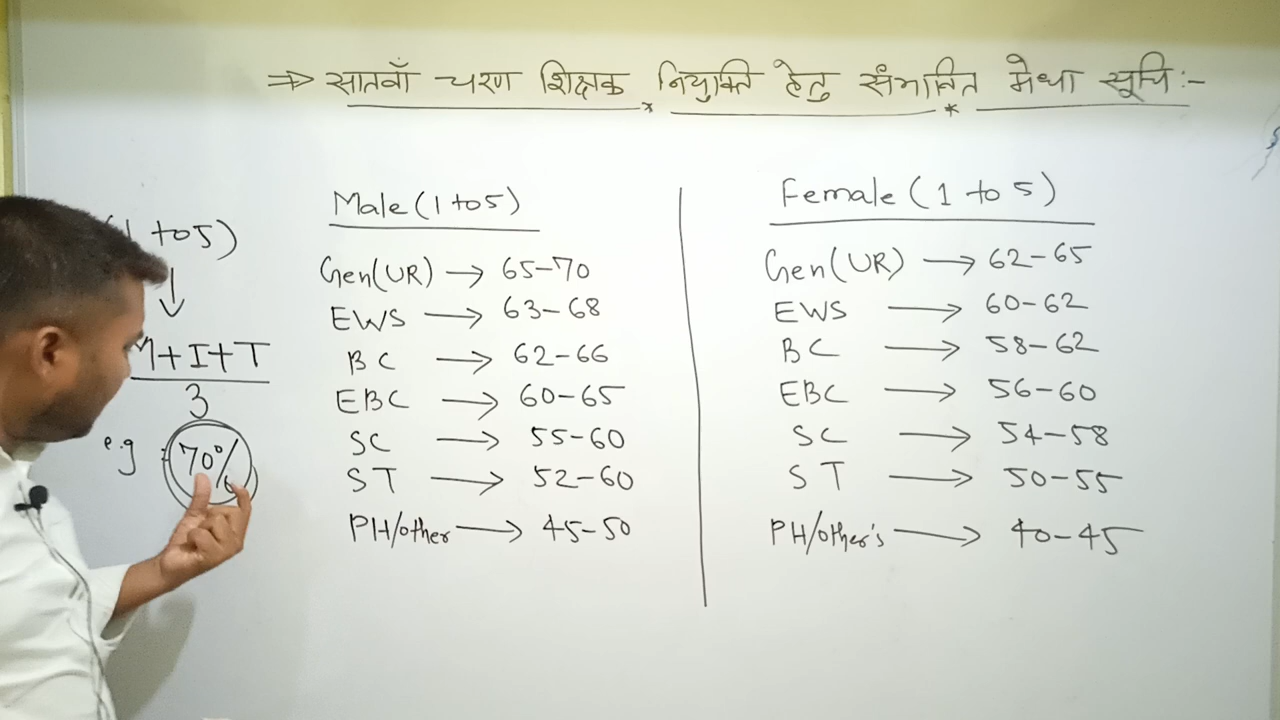 ⇒ सातवाँ चरण शिक्षक नियुक्ति हेतु संभावित मेधा सूचि :-
(1 to 5)
M+I+T
3
e.g : 70%
Male (1 to 5)
Gen(UR) → 65-70
EWS → 63-68
BC → 62-66
EBC → 60-65
SC → 55-60
ST → 52-60
PH/other → 45-50
Female (1 to 5)
Gen(UR) → 62-65
EWS → 60-62
BC → 58-62
EBC → 56-60
SC → 54-58
ST → 50-55
PH/other's → 40-45